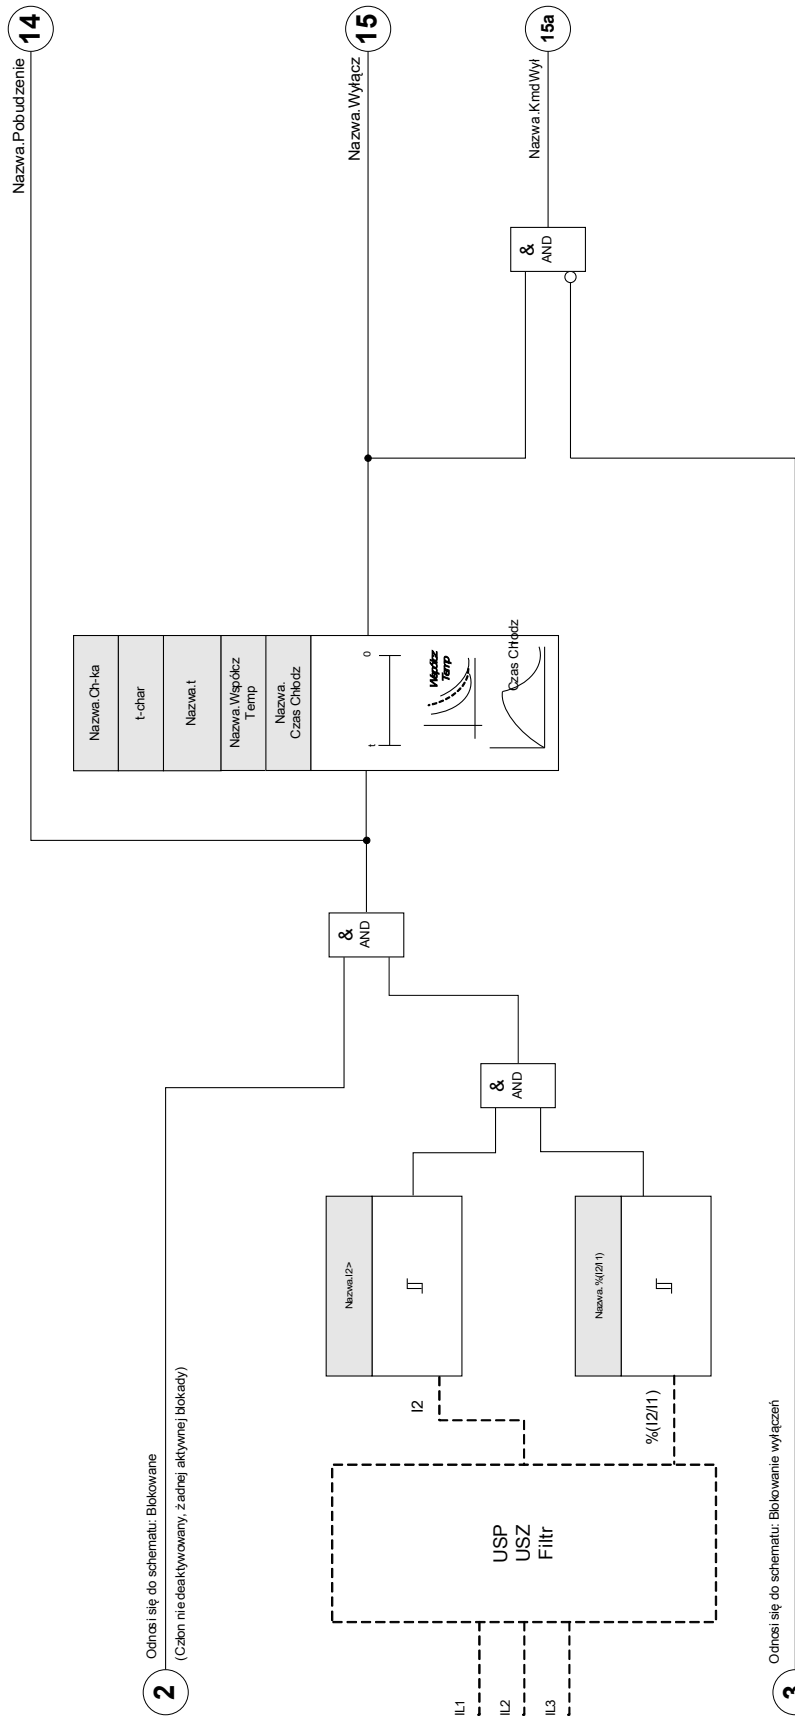 14
Nazwa.Pobudzenie
15
Nazwa.Wyłącz
15a
Nazwa.KmdWył
&
AND
Nazwa.Ch-ka
t-char
Nazwa.t
Nazwa.Współcz
Temp
Nazwa.
Czas Chłodz
t
0
Współcz
Temp
Czas Chłodz
&
AND
&
AND
Nazwa.I2>
Nazwa.%(I2/I1)
I2
%(I2/I1)
USP
USZ
Filtr
IL1
IL2
IL3
2
Odnosi się do schematu: Blokowane
(Człon nie deaktywowany, żadnej aktywnej blokady)
3
Odnosi się do schematu: Blokowanie wyłączeń